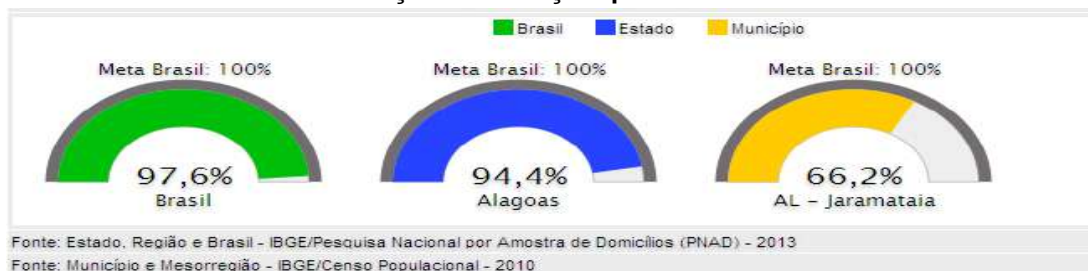 Brasil Estado Município
Meta Brasil: 100% Meta Brasil: 100% Meta Brasil: 100%
97,6% 94,4% 66,2%
Brasil Alagoas AL - Jaramataia
Fonte: Estado, Região e Brasil - IBGE/Pesquisa Nacional por Amostra de Domicílios (PNAD) - 2013
Fonte: Município e Mesorregião - IBGE/Censo Populacional - 2010